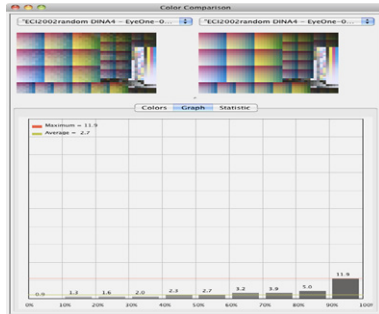 Color Comparison
*ECI2002random DINA4 - EyeOne-0...
*ECI2002random DINA4 - EyeOne-0...
Colors Graph Statistic
Maximum = 11.9
Average = 2.7
0.9 1.3 1.6 2.0 2.3 2.7 3.2 3.9 5.0 11.9
0% 10% 20% 30% 40% 50% 60% 70% 80% 90% 100%